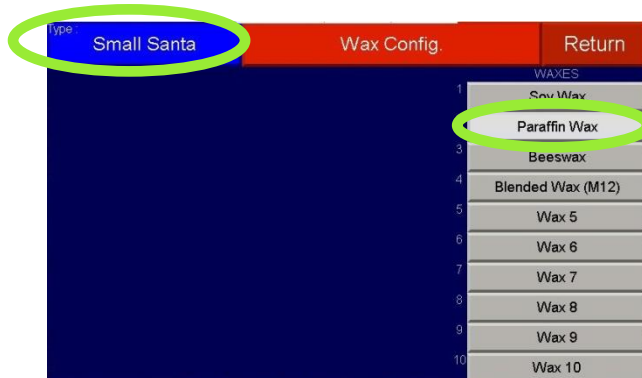 Type :
Small Santa
Wax Config.
Return
WAXES
1
Soy Wax
Paraffin Wax
3
Beeswax
4
Blended Wax (M12)
5
Wax 5
6
Wax 6
7
Wax 7
8
Wax 8
9
Wax 9
10
Wax 10